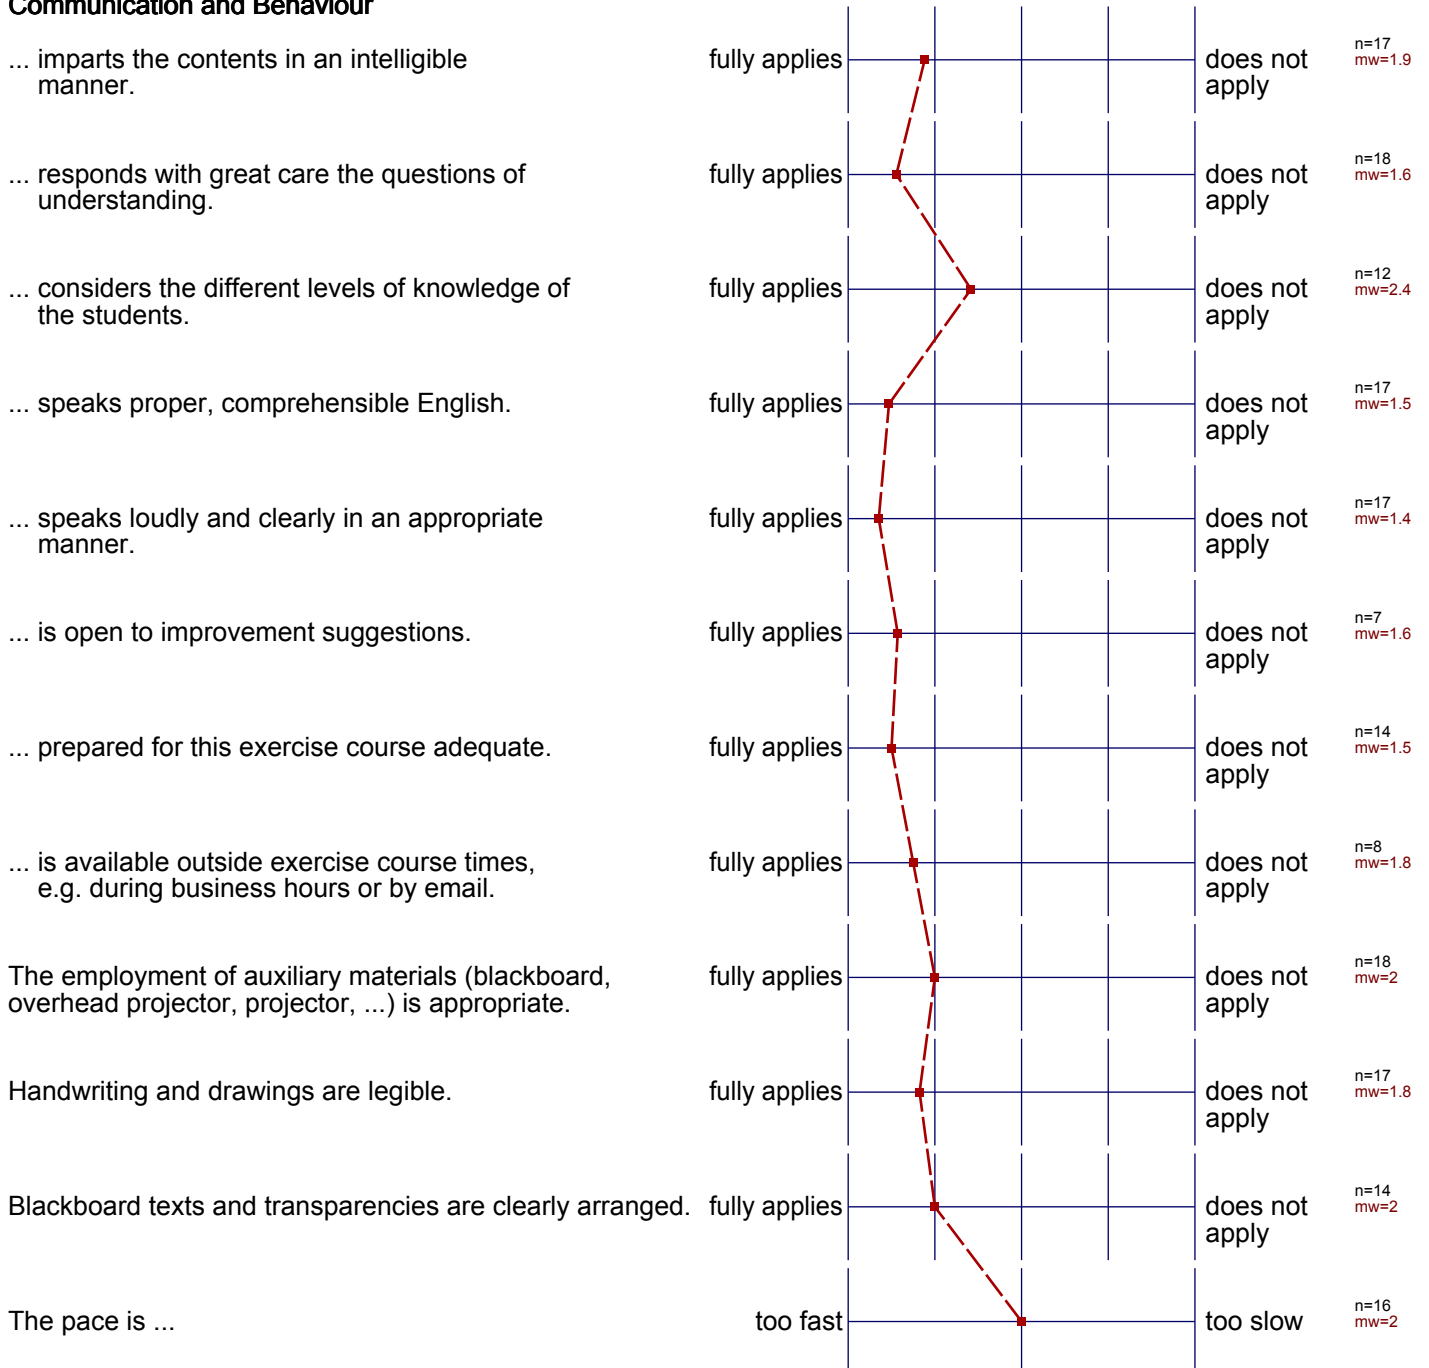 Communication and Behaviour
... imparts the contents in an intelligible
manner.
fully applies
does not
apply
n=17
mw=1.9
... responds with great care the questions of
understanding.
fully applies
does not
apply
n=18
mw=1.6
... considers the different levels of knowledge of
the students.
fully applies
does not
apply
n=12
mw=2.4
... speaks proper, comprehensible English.
fully applies
does not
apply
n=17
mw=1.5
... speaks loudly and clearly in an appropriate
manner.
fully applies
does not
apply
n=17
mw=1.4
... is open to improvement suggestions.
fully applies
does not
apply
n=7
mw=1.6
... prepared for this exercise course adequate.
fully applies
does not
apply
n=14
mw=1.5
... is available outside exercise course times,
e.g. during business hours or by email.
fully applies
does not
apply
n=8
mw=1.8
The employment of auxiliary materials (blackboard,
overhead projector, projector, ...) is appropriate.
fully applies
does not
apply
n=18
mw=2
Handwriting and drawings are legible.
fully applies
does not
apply
n=17
mw=1.8
Blackboard texts and transparencies are clearly arranged.
fully applies
does not
apply
n=14
mw=2
The pace is ...
too fast
too slow
n=16
mw=2